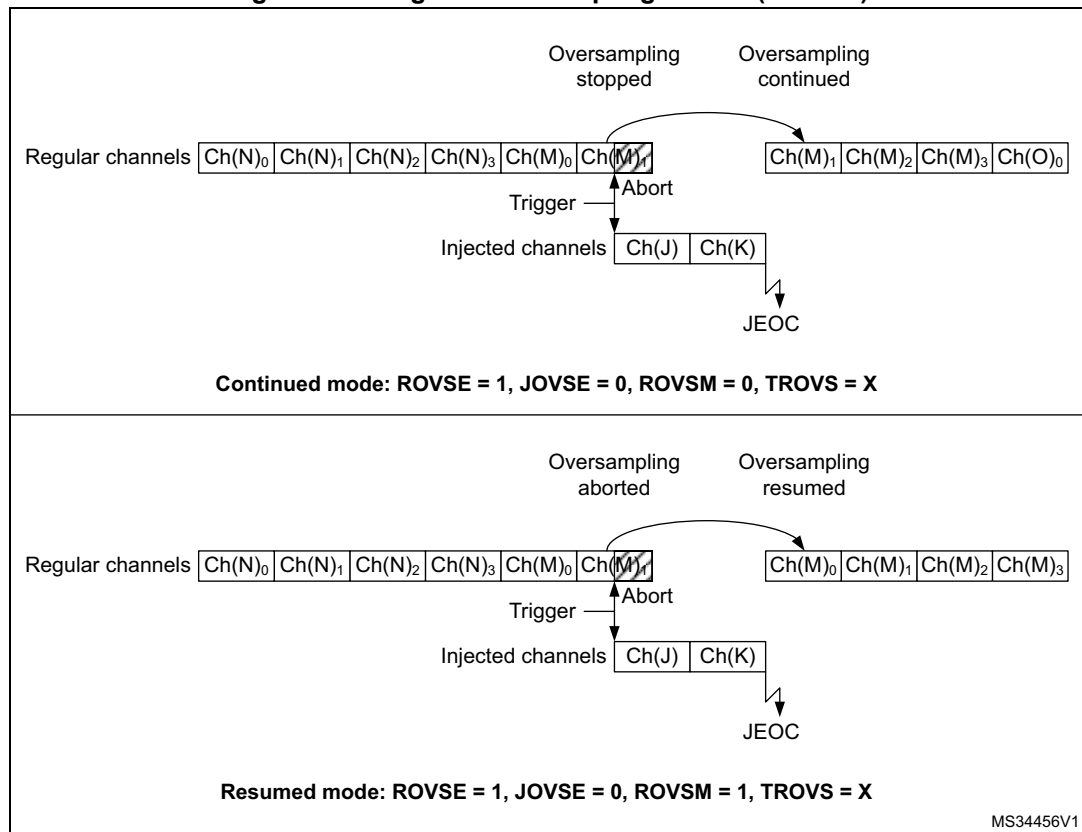 Oversampling stopped
Oversampling continued
Regular channels Ch(N)₀ Ch(N)₁ Ch(N)₂ Ch(N)₃ Ch(M)₀ Ch(M)₁ Ch(M)₁ Ch(M)₂ Ch(M)₃ Ch(O)₀
Abort
Trigger
Injected channels Ch(J) Ch(K)
JEOC
Continued mode: ROVSE = 1, JOVSE = 0, ROVSM = 0, TROVS = X
Oversampling aborted
Oversampling resumed
Regular channels Ch(N)₀ Ch(N)₁ Ch(N)₂ Ch(N)₃ Ch(M)₀ Ch(M)₁ Ch(M)₀ Ch(M)₁ Ch(M)₂ Ch(M)₃
Abort
Trigger
Injected channels Ch(J) Ch(K)
JEOC
Resumed mode: ROVSE = 1, JOVSE = 0, ROVSM = 1, TROVS = X
MS34456V1